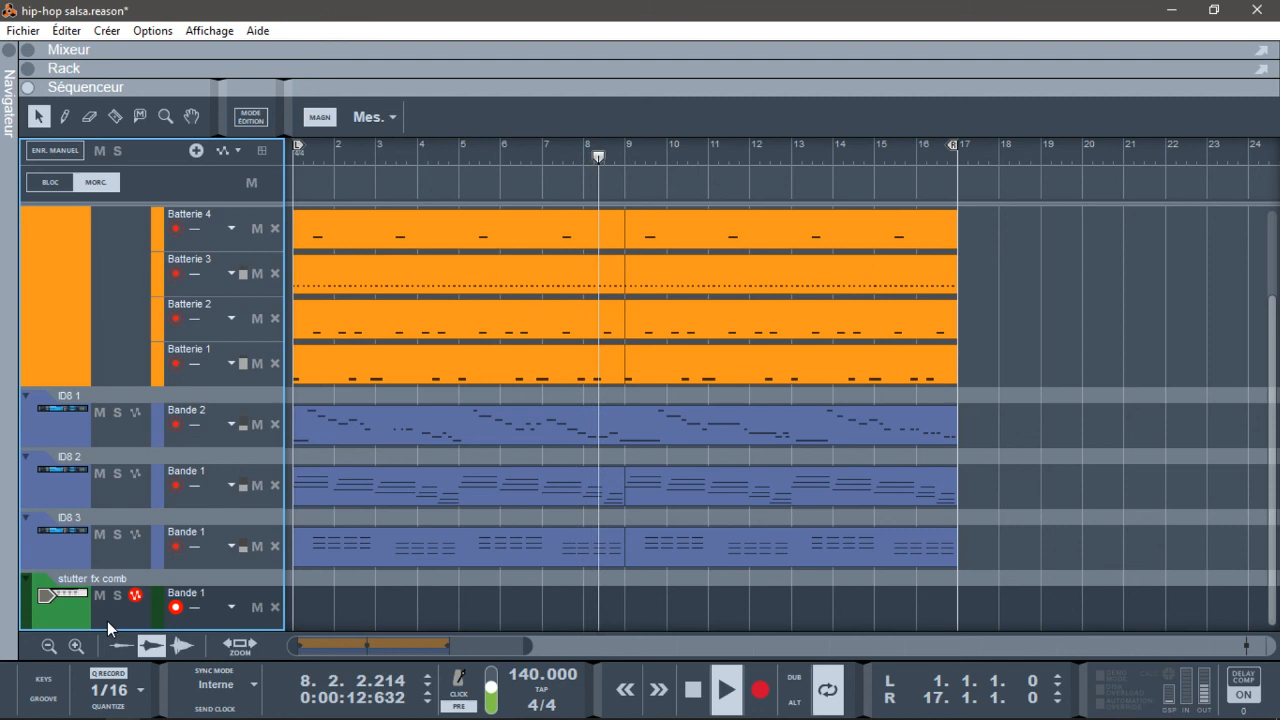 hip-hop salsa.reason*
Fichier Éditer Créer Options Affichage Aide
Mixeur
Rack
Séquenceur
Navigateur
MODE ÉDITION
MAGN Mes.
ENR. MANUEL M S
2 3 4 5 6 7 8 9 10 11 12 13 14 15 16 17 18 19 20 21 22 23 24
L R
4/4
BLOC MORC. M
Batterie 4
M
Batterie 3
M
Batterie 2
M
Batterie 1
M
ID8 1
M S Bande 2 M
ID8 2
M S Bande 1 M
ID8 3
M S Bande 1 M
stutter fx comb
M S Bande 1 M
ZOOM
KEYS
GROOVE
Q RECORD
1/16
QUANTIZE
SYNC MODE
Interne
SEND CLOCK
8. 2. 2.214
0:00:12:632
CLICK
PRE
140.000
TAP
4/4
DUB
ALT
L 1. 1. 1. 0
R 17. 1. 1. 0
DSP IN OUT
DELAY COMP
ON
0